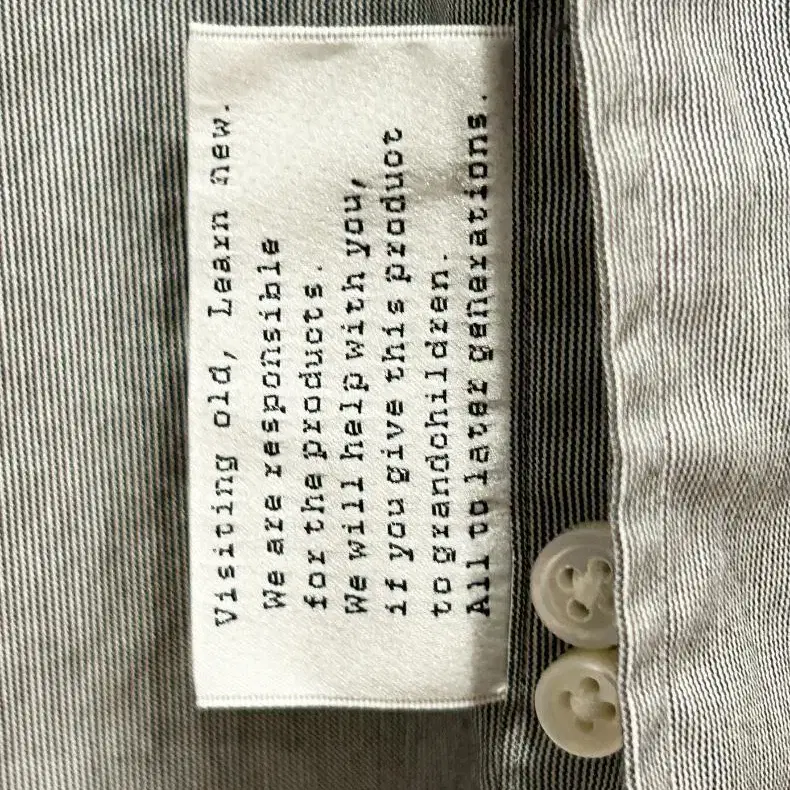 Visiting old, Learn new.
We are responsible
for the products.
We will help with you,
if you give this product
to grandchildren.
All to later generations.